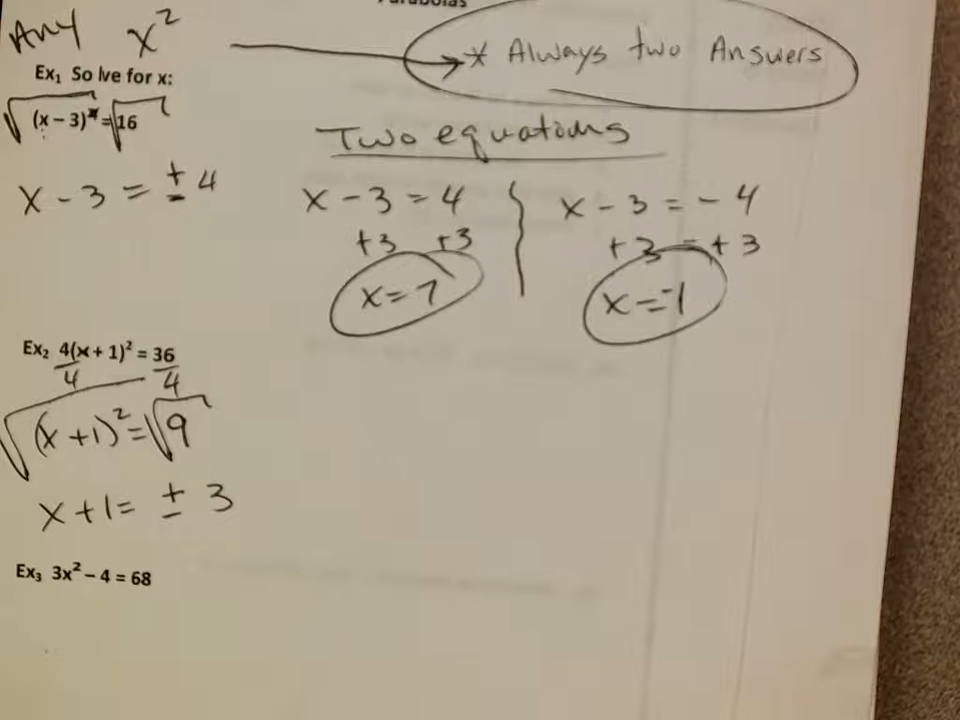 Parabolas
Any x²
* Always two Answers
Ex₁ Solve for x:
√(x – 3)² = √16
Two equations
x - 3 = ± 4
x - 3 = 4
+3 +3
x = 7
x - 3 = - 4
+3 = +3
x = -1
Ex₂ 4(x + 1)² = 36
4 4
√(x + 1)² = √9
x + 1 = ± 3
Ex₃ 3x² – 4 = 68